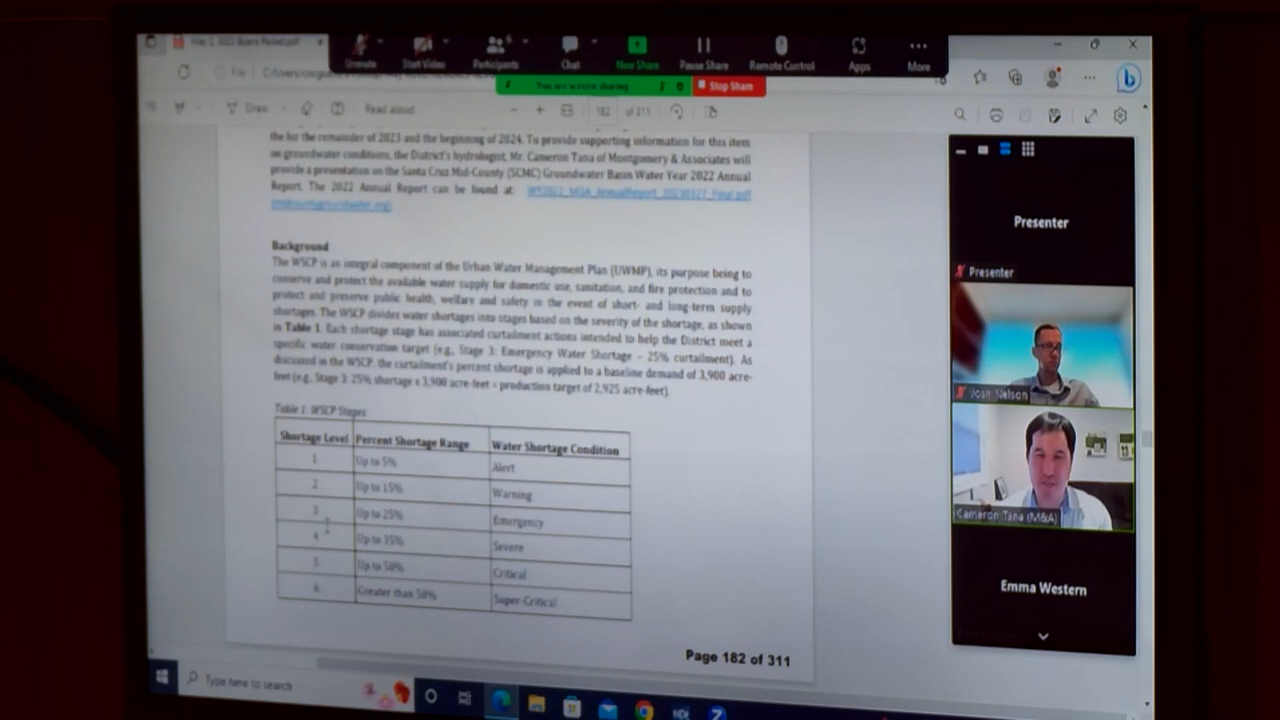 May 2, 2023 Board Packet.pdf
Unmute
Start Video
Participants
6
Chat
New Share
Pause Share
Remote Control
Apps
More
You are screen sharing
Stop Share
File
Draw
Read aloud
182
of 311
the for the remainder of 2023 and the beginning of 2024. To provide supporting information for this item
on groundwater conditions, the District's hydrologist, Mr. Cameron Tana of Montgomery & Associates will
provide a presentation on the Santa Cruz Mid-County (SCMC) Groundwater Basin Water Year 2022 Annual
Report. The 2022 Annual Report can be found at: WY2022_MGA_AnnualReport_20230327_Final.pdf
(midcountygroundwater.org).
Background
The WSCP is an integral component of the Urban Water Management Plan (UWMP), its purpose being to
conserve and protect the available water supply for domestic use, sanitation, and fire protection and to
protect and preserve public health, welfare and safety in the event of short- and long-term supply
shortages. The WSCP divides water shortages into stages based on the severity of the shortage, as shown
in Table 1. Each shortage stage has associated curtailment actions intended to help the District meet a
specific water conservation target (e.g., Stage 3: Emergency Water Shortage - 25% curtailment). As
discussed in the WSCP, the curtailment's percent shortage is applied to a baseline demand of 3,900 acre-
feet (e.g., Stage 3: 25% shortage x 3,900 acre-feet = production target of 2,925 acre-feet).
Table 1: WSCP Stages
Shortage Level Percent Shortage Range Water Shortage Condition
1 Up to 5% Alert
2 Up to 15% Warning
3 Up to 25% Emergency
4 Up to 35% Severe
5 Up to 50% Critical
6 Greater than 50% Super-Critical
Page 182 of 311
Presenter
Presenter
Josh Nelson
Cameron Tana (M&A)
Emma Western
Type here to search